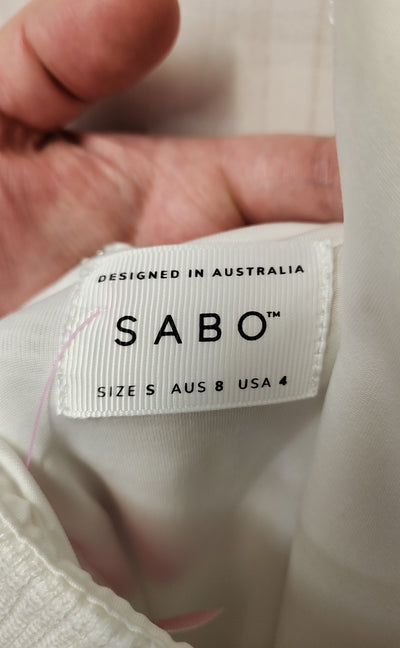 DESIGNED IN AUSTRALIA
SABO™
SIZE S AUS 8 USA 4